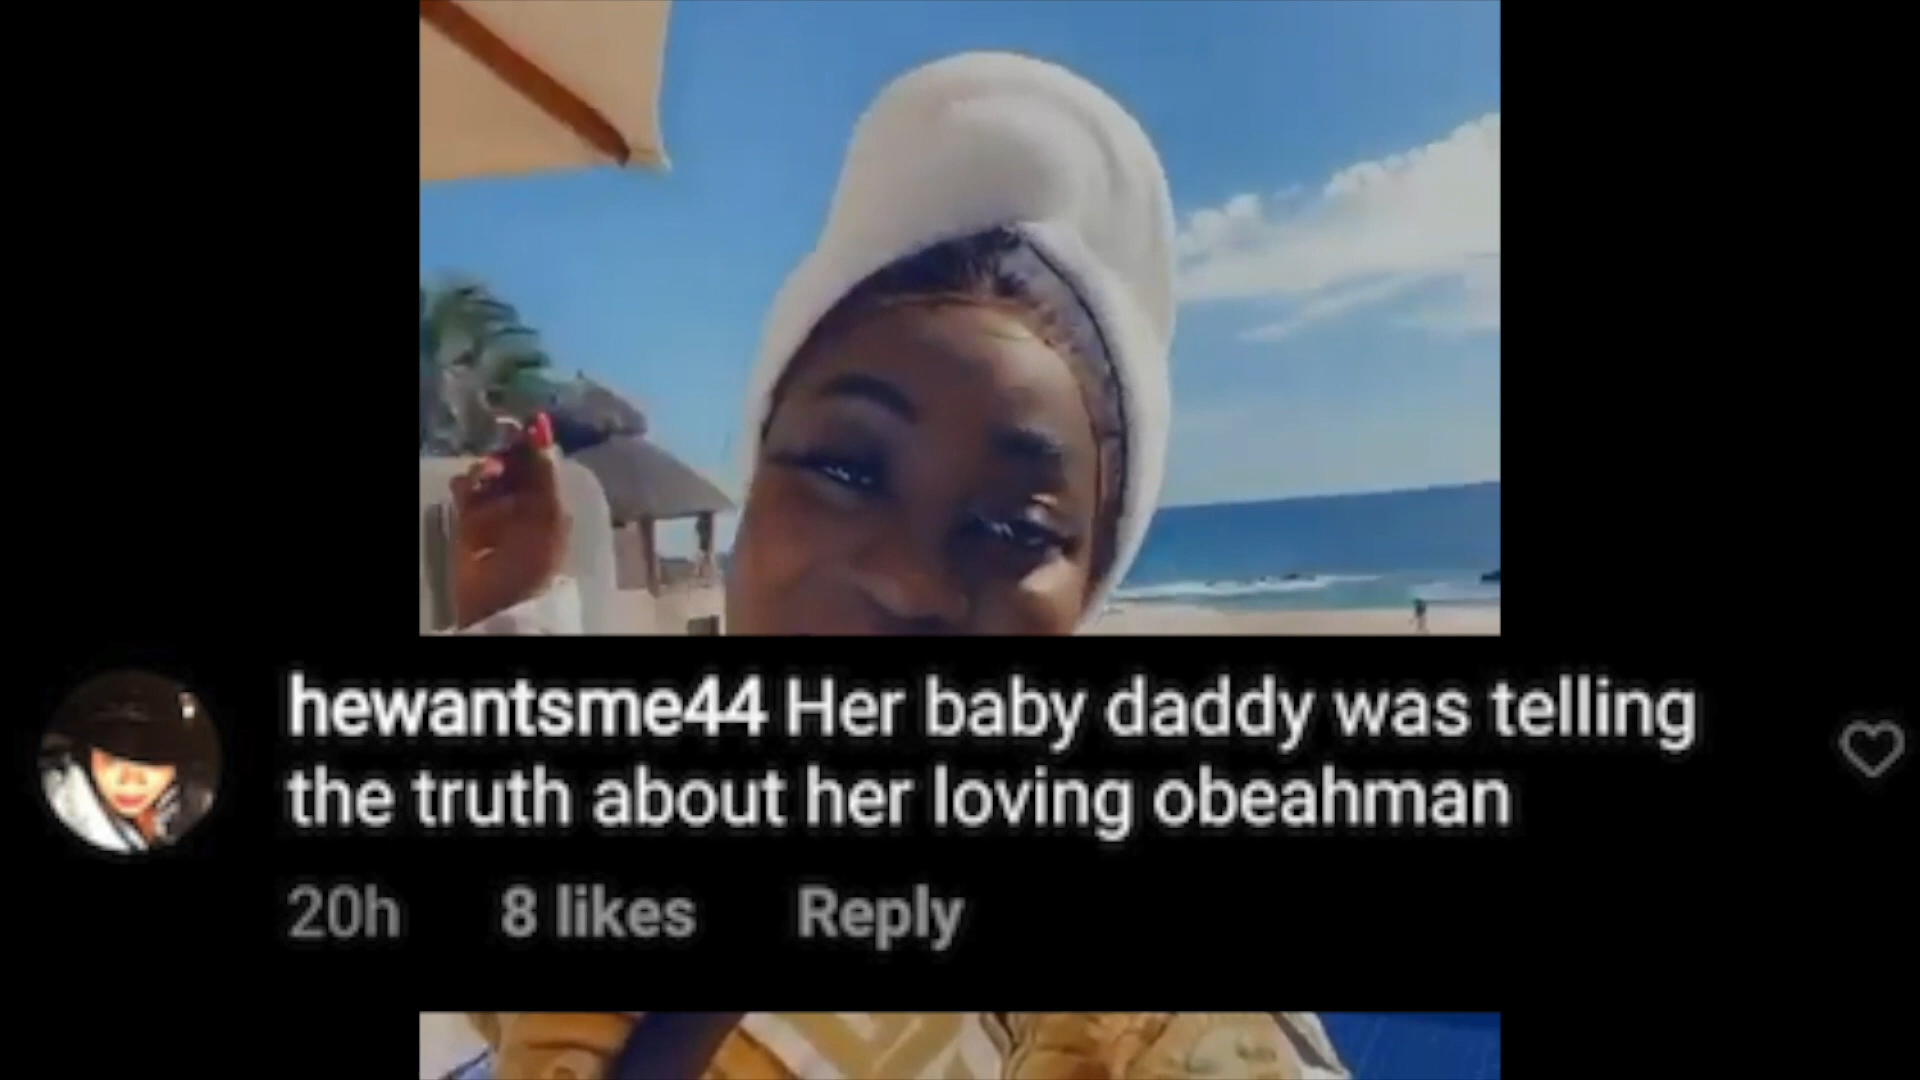 hewantsme44 Her baby daddy was telling
the truth about her loving obeahman
20h 8 likes Reply